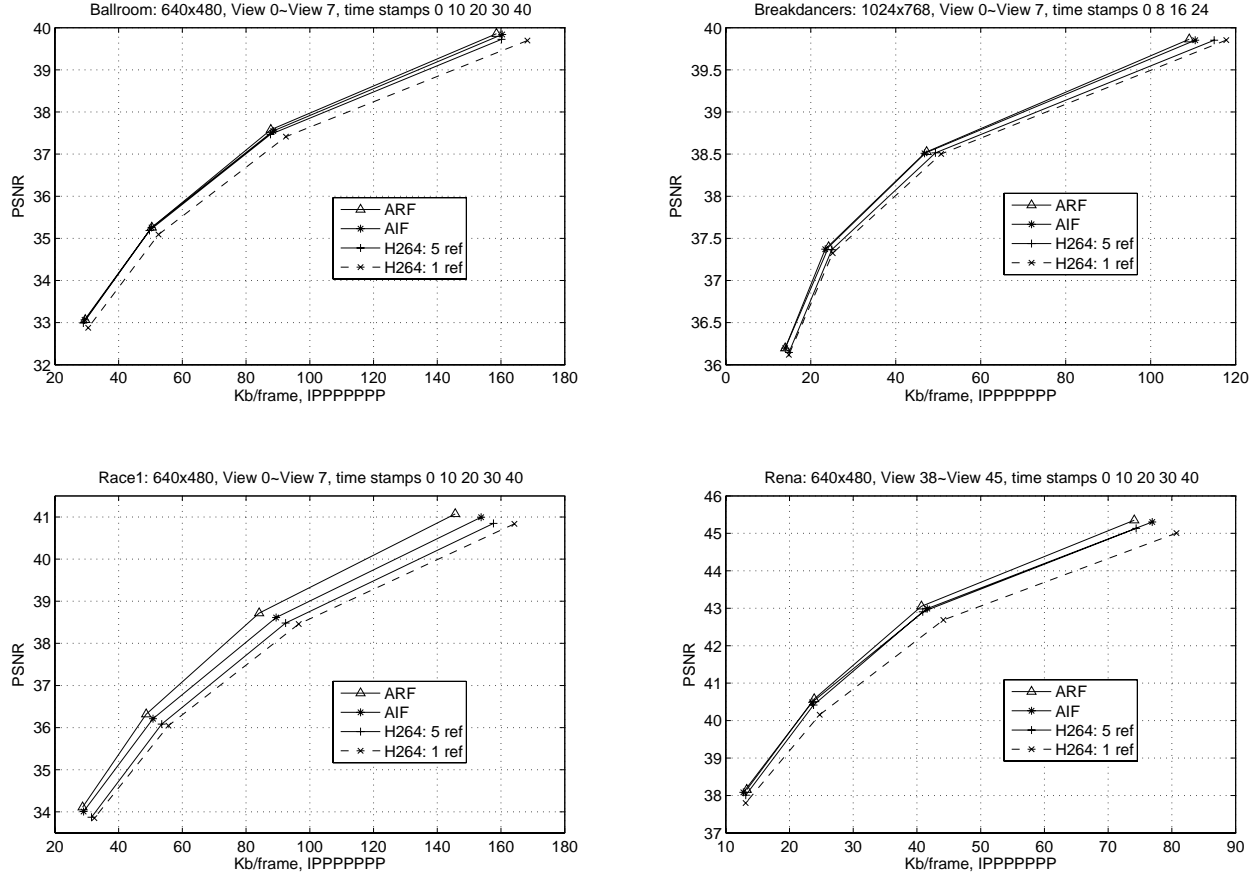 Ballroom: 640x480, View 0~View 7, time stamps 0 10 20 30 40
40
39
38
37
36
35
34
33
32
20 40 60 80 100 120 140 160 180
PSNR
Kb/frame, IPPPPPPP
ARF
AIF
H264: 5 ref
H264: 1 ref
Breakdancers: 1024x768, View 0~View 7, time stamps 0 8 16 24
40
39.5
39
38.5
38
37.5
37
36.5
36
0 20 40 60 80 100 120
PSNR
Kb/frame, IPPPPPPP
ARF
AIF
H264: 5 ref
H264: 1 ref
Race1: 640x480, View 0~View 7, time stamps 0 10 20 30 40
41
40
39
38
37
36
35
34
20 40 60 80 100 120 140 160 180
PSNR
Kb/frame, IPPPPPPP
ARF
AIF
H264: 5 ref
H264: 1 ref
Rena: 640x480, View 38~View 45, time stamps 0 10 20 30 40
46
45
44
43
42
41
40
39
38
37
10 20 30 40 50 60 70 80 90
PSNR
Kb/frame, IPPPPPPP
ARF
AIF
H264: 5 ref
H264: 1 ref